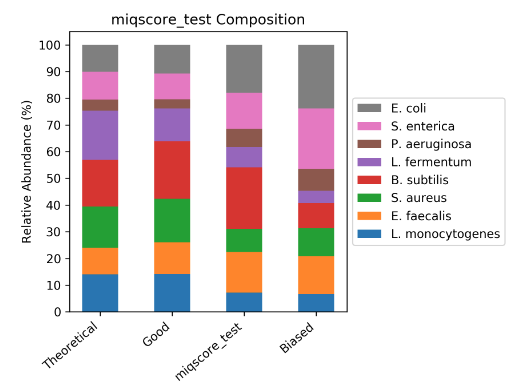 miqscore_test Composition
Relative Abundance (%)
100
90
80
70
60
50
40
30
20
10
0
Theoretical
Good
miqscore_test
Biased
E. coli
S. enterica
P. aeruginosa
L. fermentum
B. subtilis
S. aureus
E. faecalis
L. monocytogenes